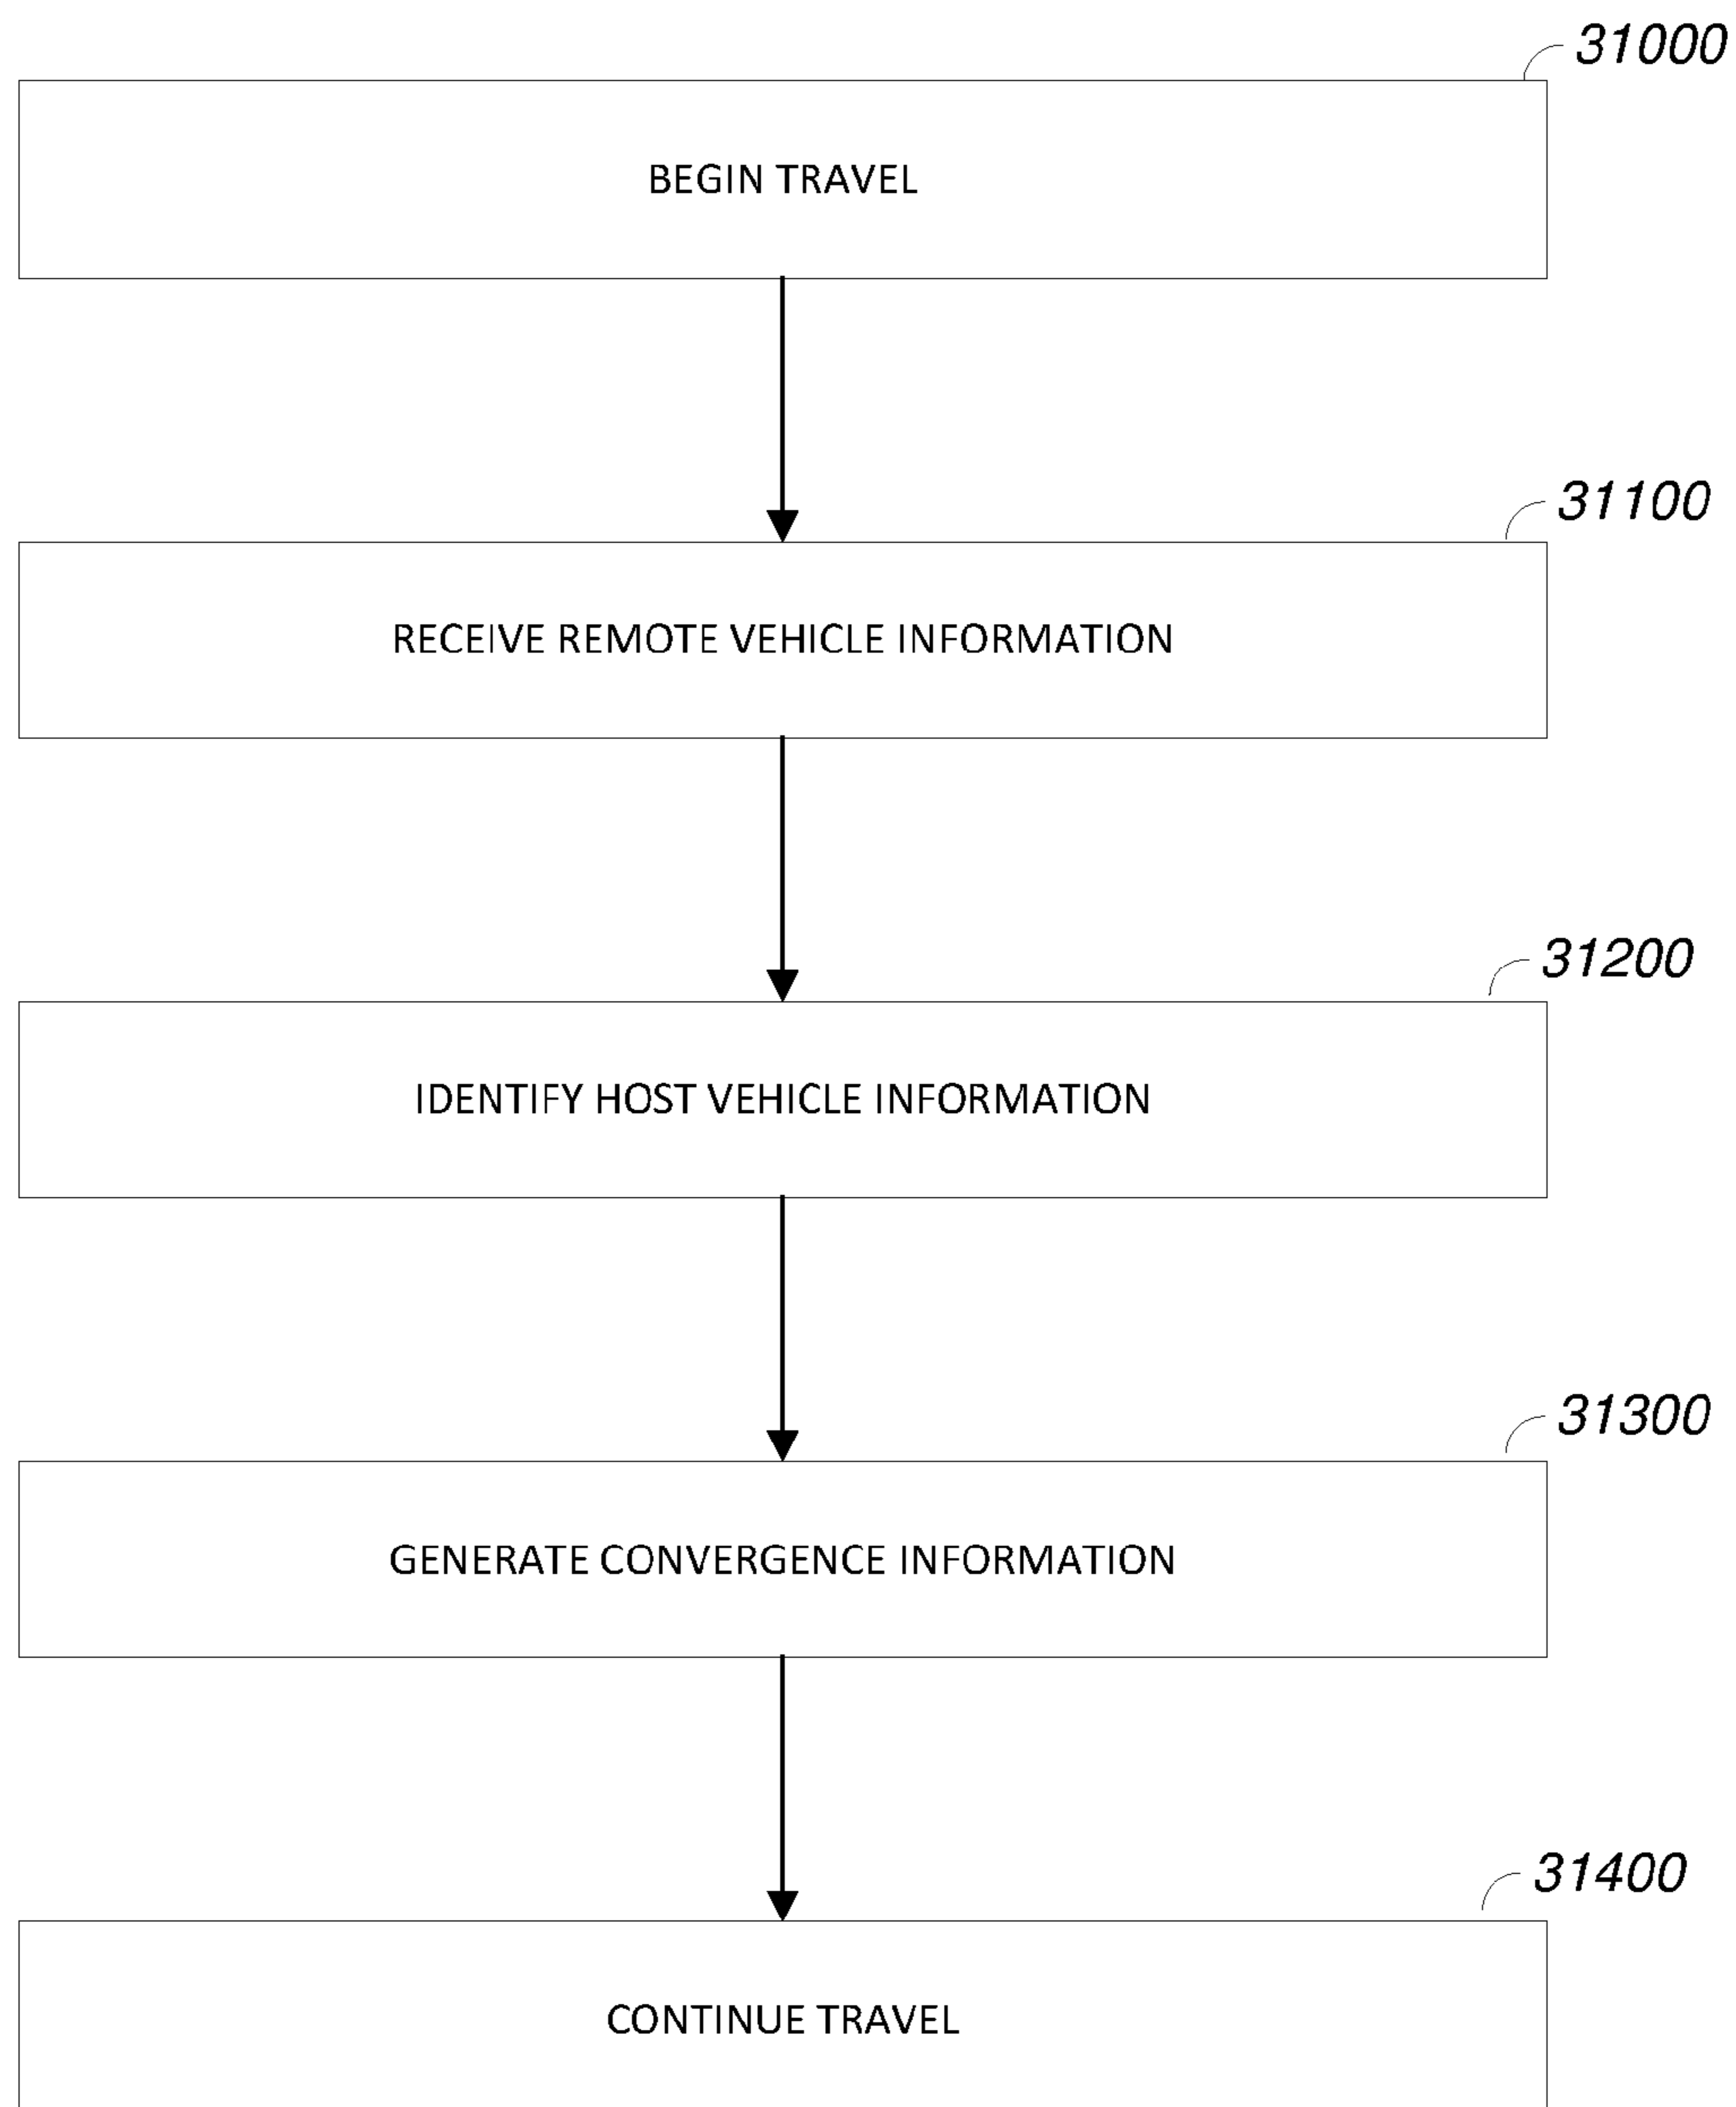 31000
BEGIN TRAVEL
31100
RECEIVE REMOTE VEHICLE INFORMATION
31200
IDENTIFY HOST VEHICLE INFORMATION
31300
GENERATE CONVERGENCE INFORMATION
31400
CONTINUE TRAVEL